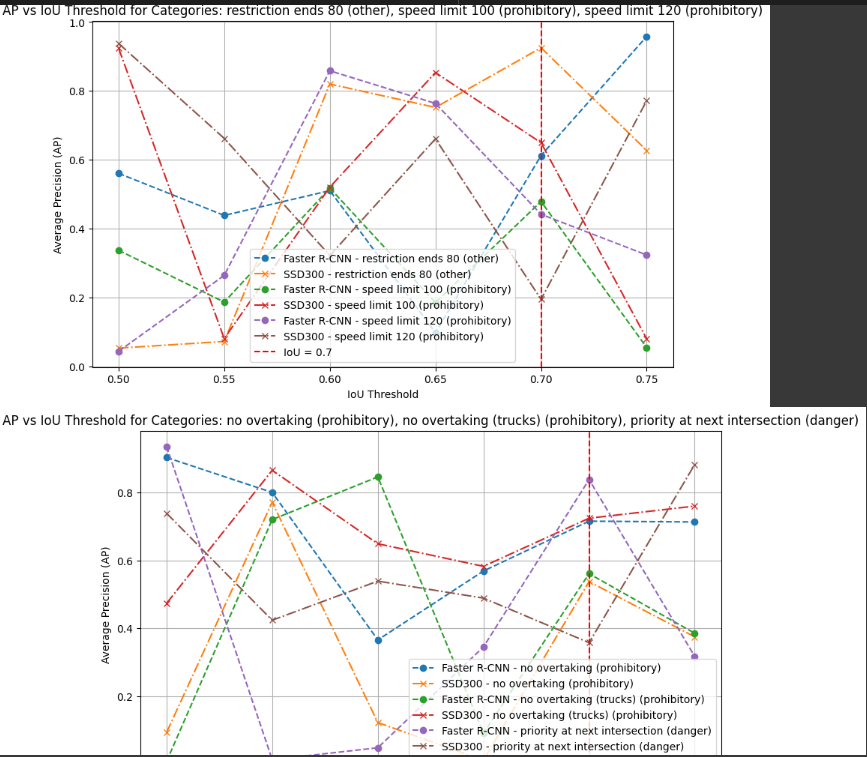 AP vs IoU Threshold for Categories: restriction ends 80 (other), speed limit 100 (prohibitory), speed limit 120 (prohibitory)
1.0
0.8
0.6
0.4
0.2
0.0
Average Precision (AP)
Faster R-CNN - restriction ends 80 (other)
SSD300 - restriction ends 80 (other)
Faster R-CNN - speed limit 100 (prohibitory)
SSD300 - speed limit 100 (prohibitory)
Faster R-CNN - speed limit 120 (prohibitory)
SSD300 - speed limit 120 (prohibitory)
IoU = 0.7
0.50 0.55 0.60 0.65 0.70 0.75
IoU Threshold
AP vs IoU Threshold for Categories: no overtaking (prohibitory), no overtaking (trucks) (prohibitory), priority at next intersection (danger)
0.8
0.6
0.4
0.2
Average Precision (AP)
Faster R-CNN - no overtaking (prohibitory)
SSD300 - no overtaking (prohibitory)
Faster R-CNN - no overtaking (trucks) (prohibitory)
SSD300 - no overtaking (trucks) (prohibitory)
Faster R-CNN - priority at next intersection (danger)
SSD300 - priority at next intersection (danger)